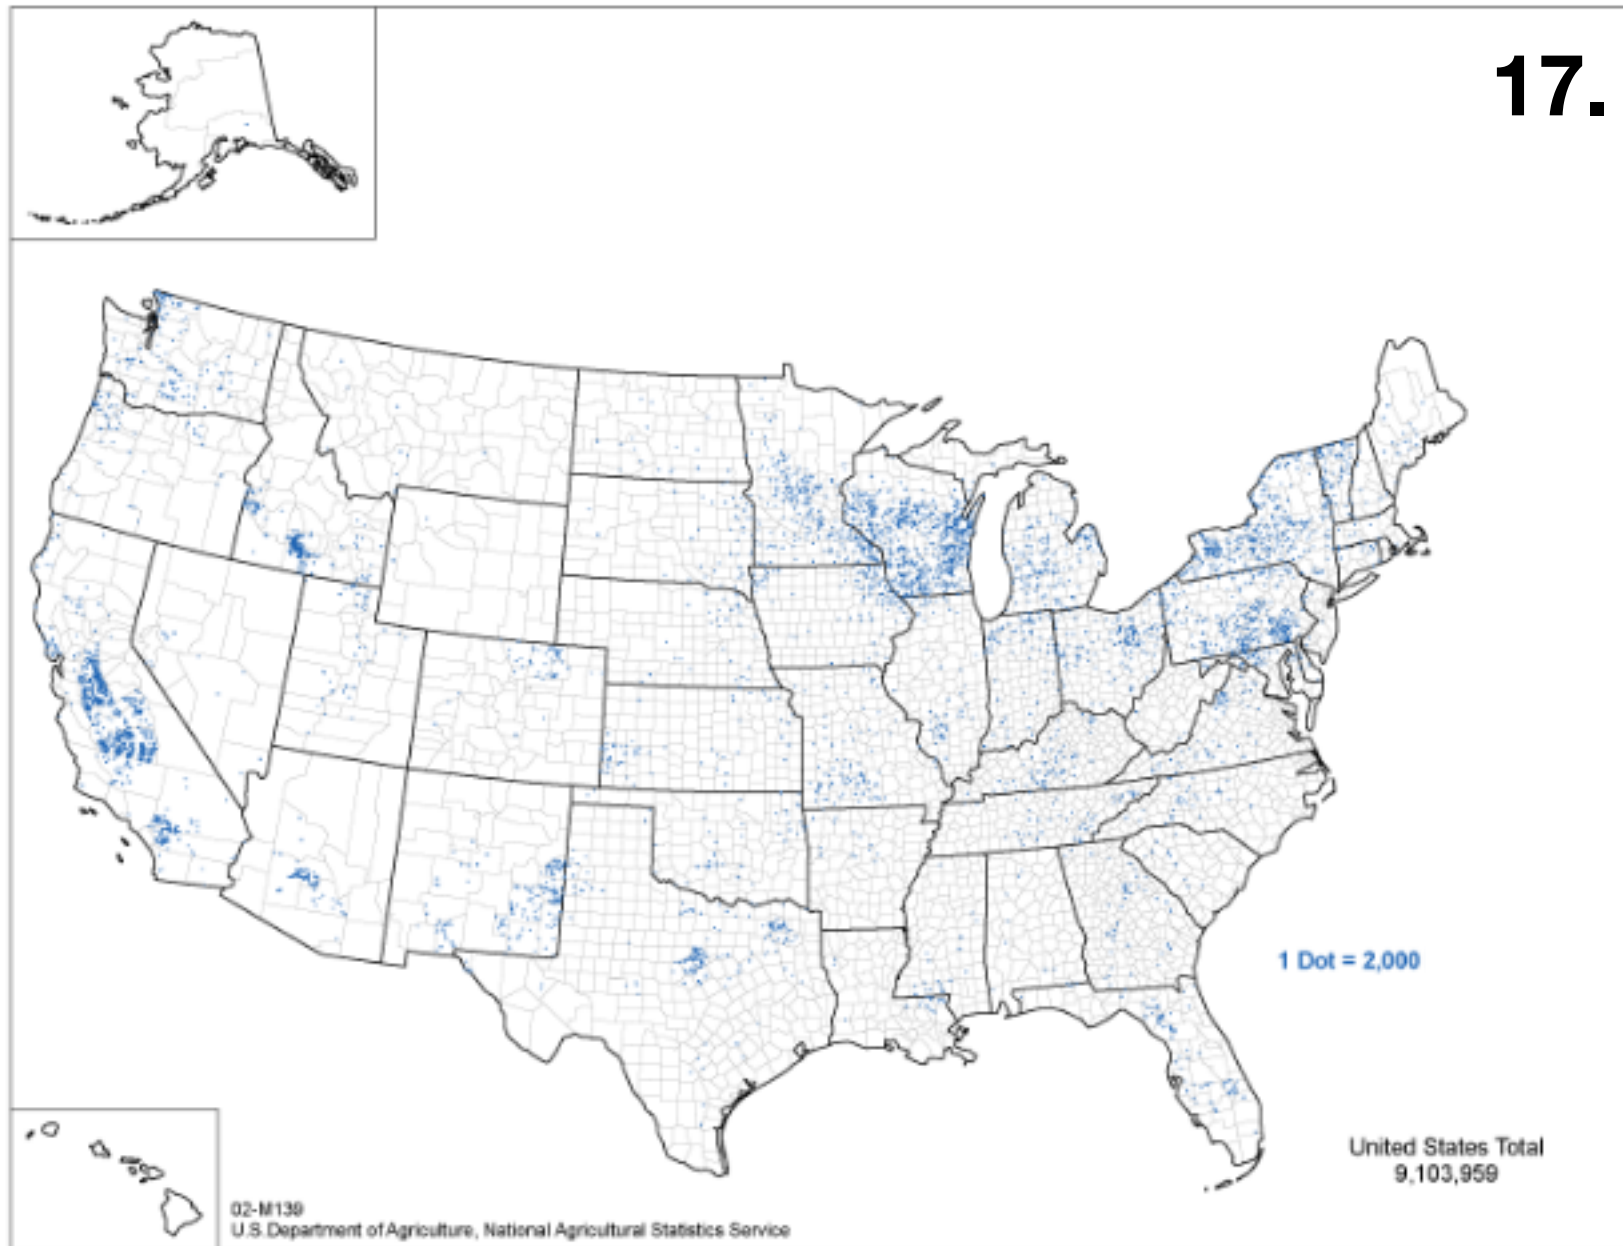 17.
1 Dot = 2,000
United States Total
9,103,959
02-M139
U.S.Department of Agriculture, National Agricultural Statistics Service